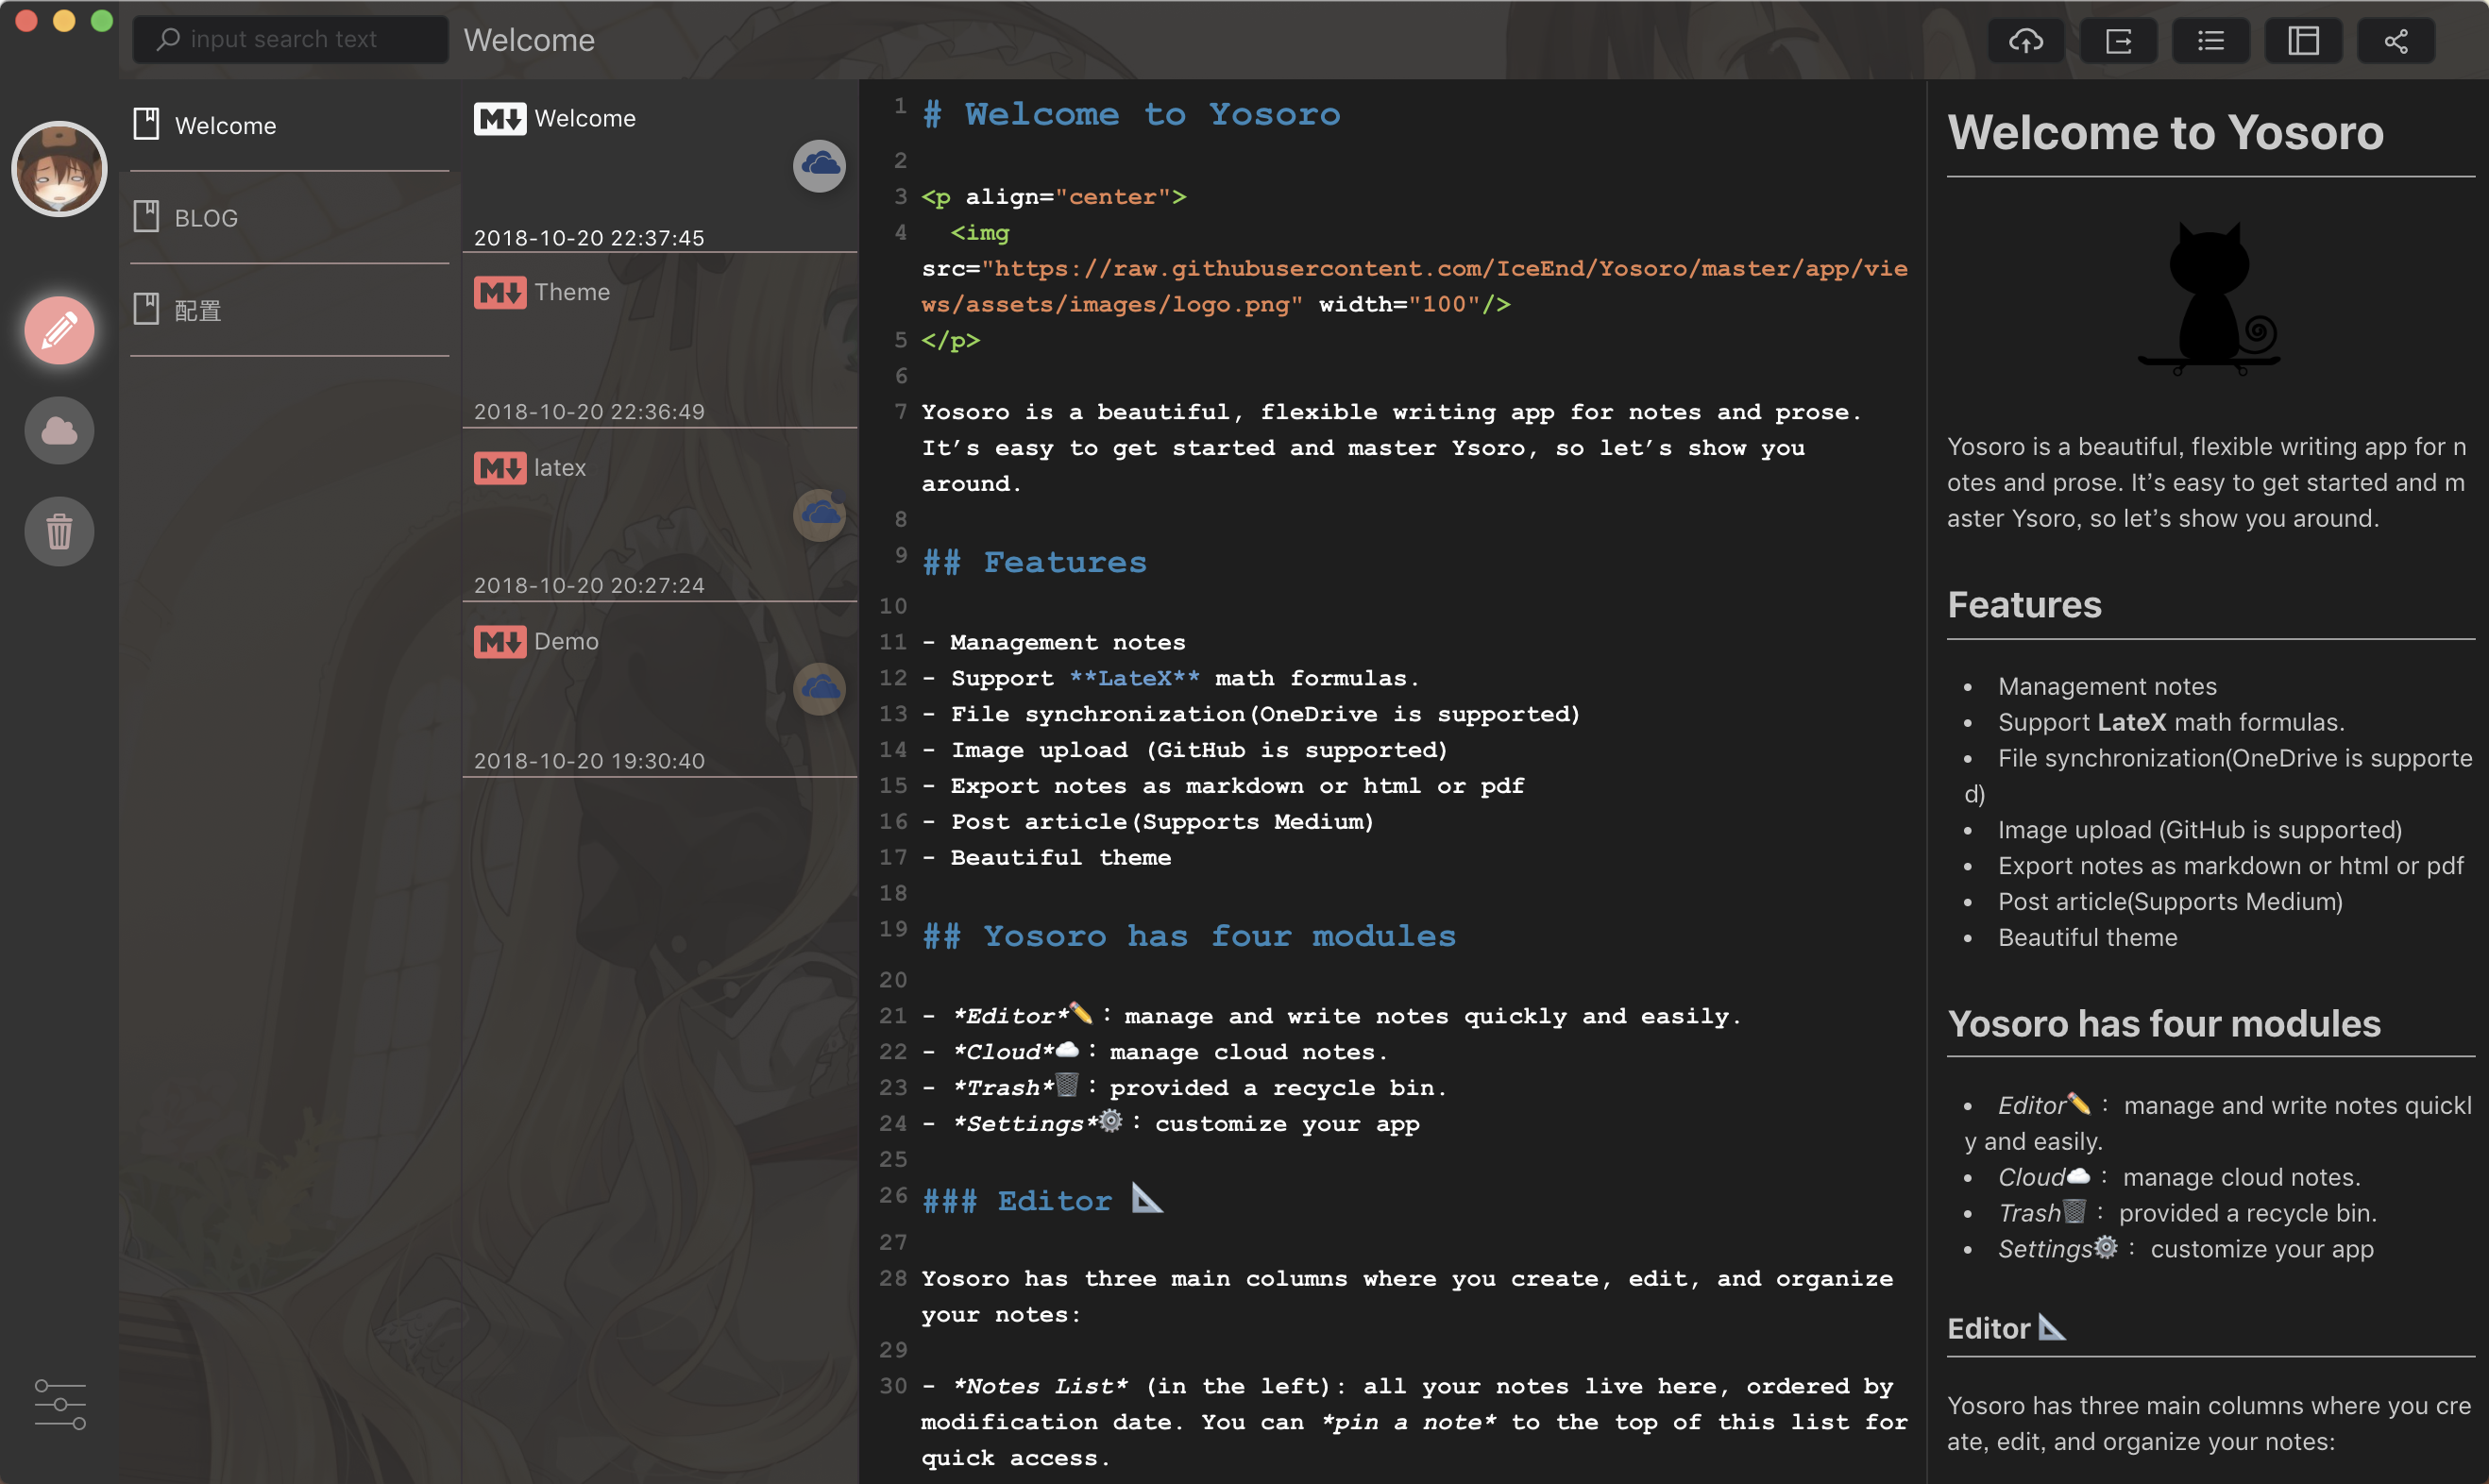 input search text
Welcome
Welcome
BLOG
配置
Welcome
2018-10-20 22:37:45
Theme
2018-10-20 22:36:49
latex
2018-10-20 20:27:24
Demo
2018-10-20 19:30:40
1 # Welcome to Yosoro
2
3 <p align="center">
4 <img
src="https://raw.githubusercontent.com/IceEnd/Yosoro/master/app/vie
ws/assets/images/logo.png" width="100"/>
5 </p>
6
7 Yosoro is a beautiful, flexible writing app for notes and prose.
It’s easy to get started and master Ysoro, so let’s show you
around.
8
9 ## Features
10
11 - Management notes
12 - Support **LateX** math formulas.
13 - File synchronization(OneDrive is supported)
14 - Image upload (GitHub is supported)
15 - Export notes as markdown or html or pdf
16 - Post article(Supports Medium)
17 - Beautiful theme
18
19 ## Yosoro has four modules
20
21 - *Editor*✏️：manage and write notes quickly and easily.
22 - *Cloud*☁️：manage cloud notes.
23 - *Trash*🗑：provided a recycle bin.
24 - *Settings*⚙️：customize your app
25
26 ### Editor 📐
27
28 Yosoro has three main columns where you create, edit, and organize
your notes:
29
30 - *Notes List* (in the left): all your notes live here, ordered by
modification date. You can *pin a note* to the top of this list for
quick access.
Welcome to Yosoro
Yosoro is a beautiful, flexible writing app for n
otes and prose. It’s easy to get started and m
aster Ysoro, so let’s show you around.
Features
• Management notes
• Support LateX math formulas.
• File synchronization(OneDrive is supporte
d)
• Image upload (GitHub is supported)
• Export notes as markdown or html or pdf
• Post article(Supports Medium)
• Beautiful theme
Yosoro has four modules
• Editor✏️：manage and write notes quickl
y and easily.
• Cloud☁️：manage cloud notes.
• Trash🗑：provided a recycle bin.
• Settings⚙️：customize your app
Editor 📐
Yosoro has three main columns where you cre
ate, edit, and organize your notes: